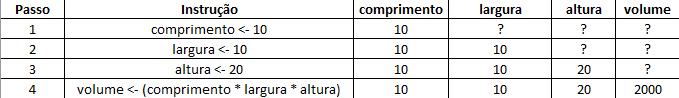 Passo Instrução comprimento largura altura volume
1 comprimento <- 10 10 ? ? ?
2 largura <- 10 10 10 ? ?
3 altura <- 20 10 10 20 ?
4 volume <- (comprimento * largura * altura) 10 10 20 2000